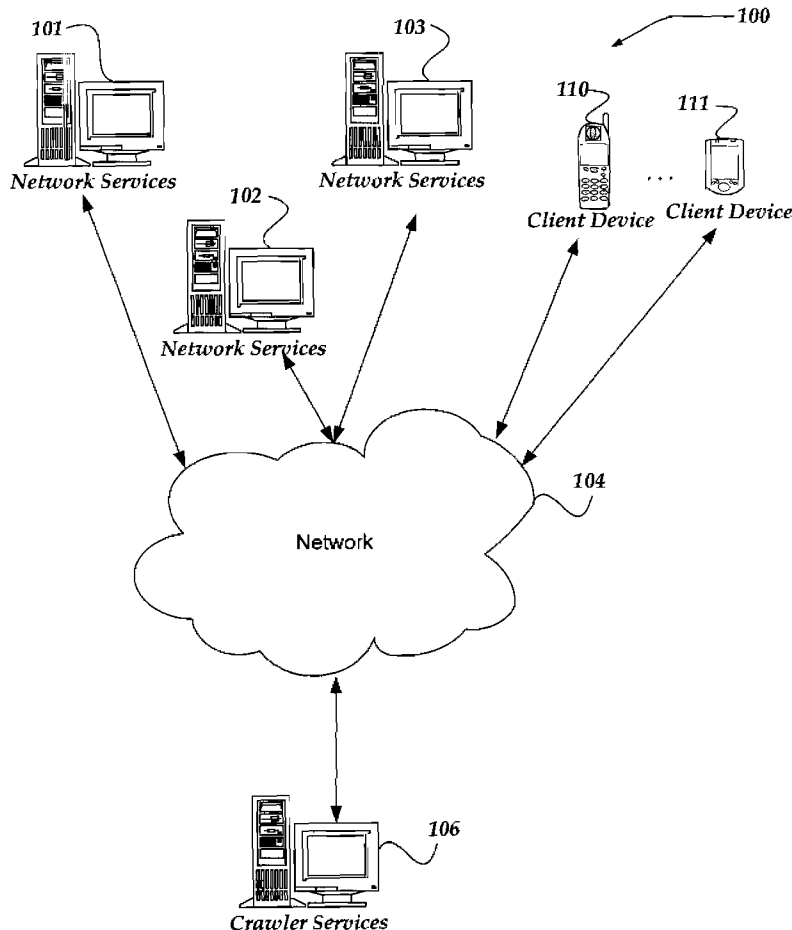 100
101
103
110
111
Network Services
Network Services
Client Device
. . .
Client Device
102
Network Services
104
Network
106
Crawler Services